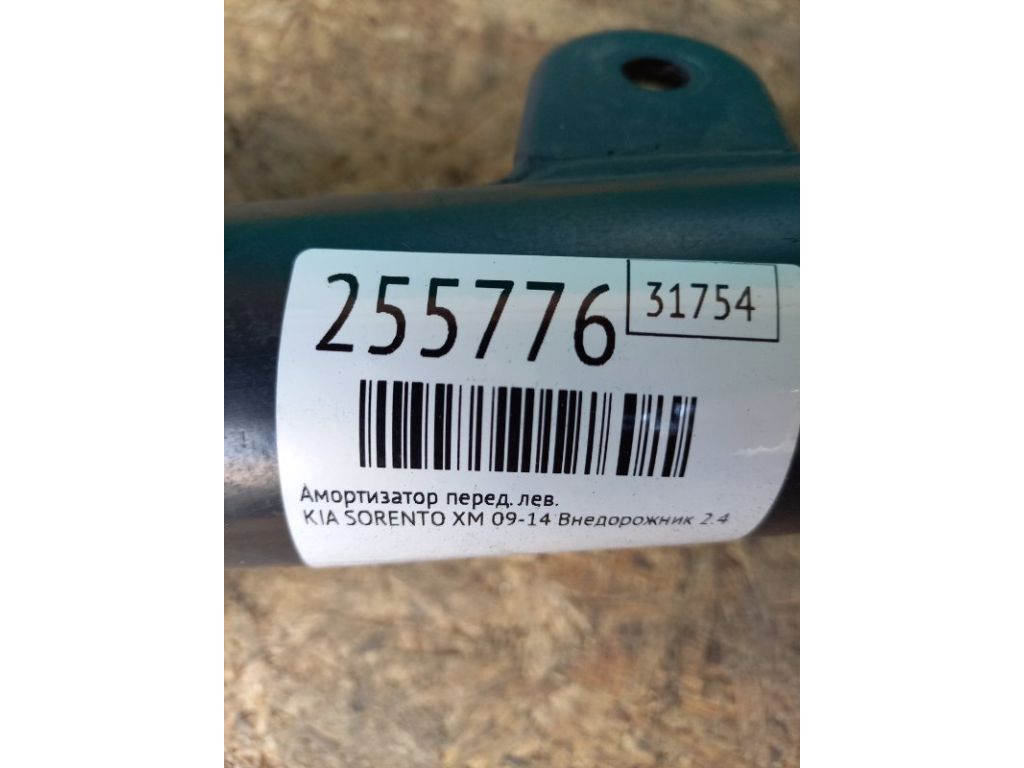 255776
31754
Амортизатор перед. лев.
KIA SORENTO XM 09-14 Внедорожник 2.4